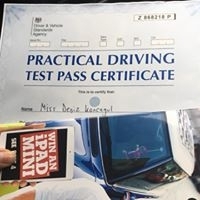 Driver & Vehicle
Standards
Agency
Z 868218 P
PRACTICAL DRIVING
TEST PASS CERTIFICATE
This is to certify that:
Name Miss Deniz
WIN AN
iPAD
MINI